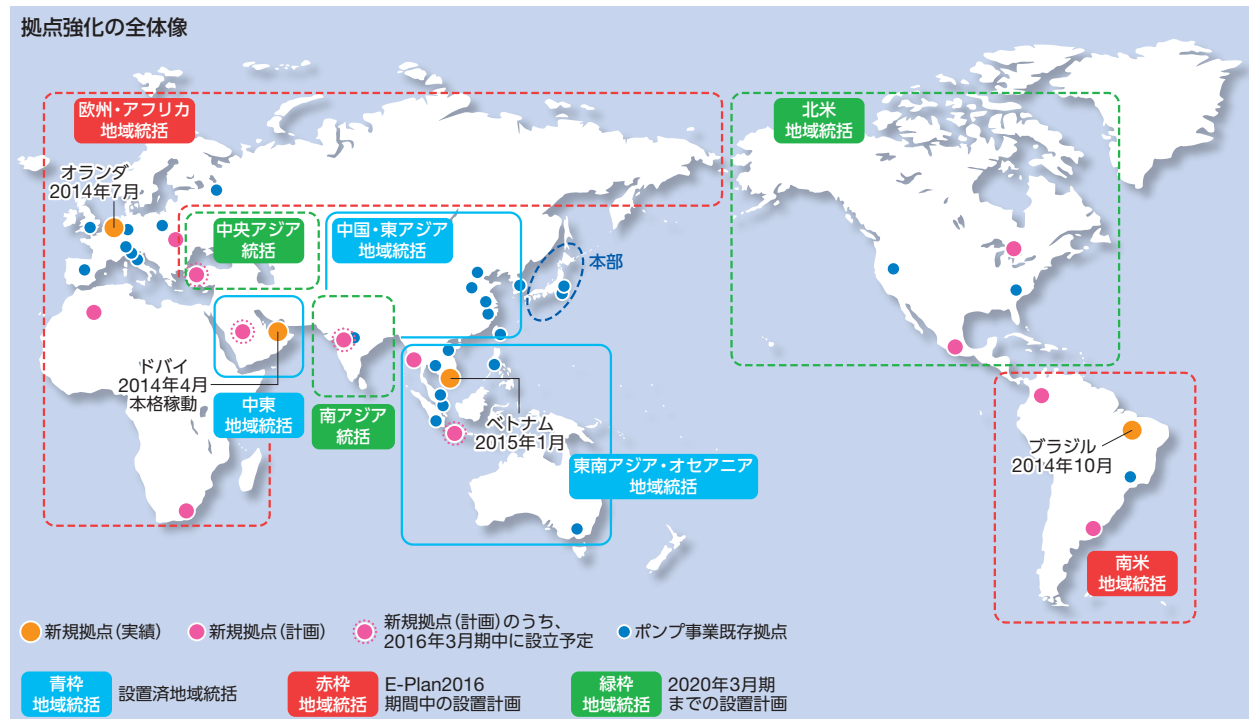 拠点強化の全体像
欧州・アフリカ
地域統括
北米
地域統括
オランダ
2014年7月
中央アジア
統括
中国・東アジア
地域統括
本部
ドバイ
2014年4月
本格稼動
中東
地域統括
南アジア
統括
ベトナム
2015年1月
東南アジア・オセアニア
地域統括
ブラジル
2014年10月
南米
地域統括
新規拠点(実績)
新規拠点(計画)
新規拠点(計画)のうち、
2016年3月期中に設立予定
ポンプ事業既存拠点
青枠
地域統括
設置済地域統括
赤枠
地域統括
E-Plan2016
期間中の設置計画
緑枠
地域統括
2020年3月期
までの設置計画